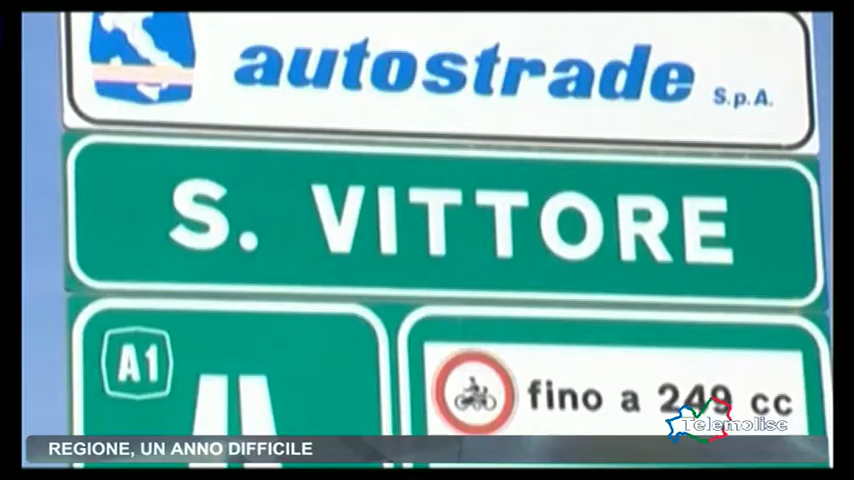 autostrade S.p.A.
S. VITTORE
A1
fino a 249 cc
Telemolise
REGIONE, UN ANNO DIFFICILE